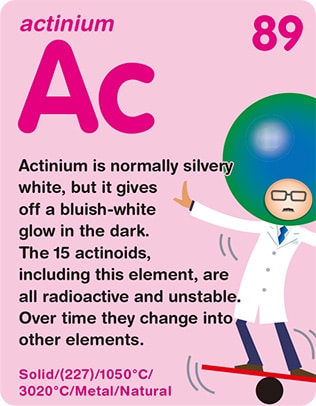 actinium
89
Ac
Actinium is normally silvery
white, but it gives
off a bluish-white
glow in the dark.
The 15 actinoids,
including this element, are
all radioactive and unstable.
Over time they change into
other elements.
Solid/(227)/1050°C/
3020°C/Metal/Natural